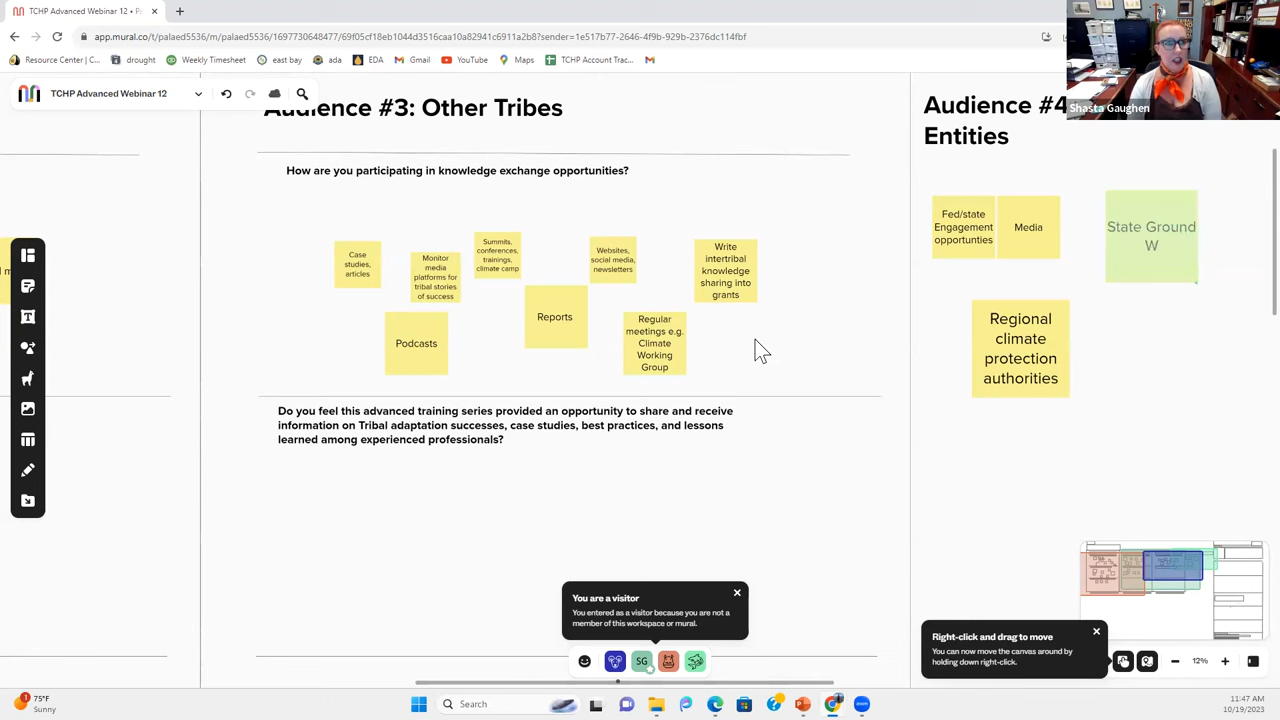 TCHP Advanced Webinar 12 • P
app.mural.co/t/palaed5536/m/palaed5536/1697730648477/69f05cf18eb1104d3515caa10a829f1c6911a2b8?sender=1e517b77-2646-4f9b-929b-2376dc114fbf
Resource Center | C...
drought
Weekly Timesheet
east bay
ada
EDA
Gmail
YouTube
Maps
TCHP Account Trac...
TCHP Advanced Webinar 12
Shasta Gaughen
Audience #3: Other Tribes
How are you participating in knowledge exchange opportunities?
Case
studies,
articles
Monitor
media
platforms for
tribal stories
of success
Summits,
conferences,
trainings,
climate camp
Websites,
social media,
newsletters
Write
intertribal
knowledge
sharing into
grants
Podcasts
Reports
Regular
meetings e.g.
Climate
Working
Group
Do you feel this advanced training series provided an opportunity to share and receive
information on Tribal adaptation successes, case studies, best practices, and lessons
learned among experienced professionals?
Audience #4
Entities
Fed/state
Engagement
opportunties
Media
State Ground
W
Regional
climate
protection
authorities
You are a visitor
You entered as a visitor because you are not a
member of this workspace or mural.
SG
Right-click and drag to move
You can now move the canvas around by
holding down right-click.
12%
1
75°F
Sunny
Search
zoom
11:47 AM
10/19/2023